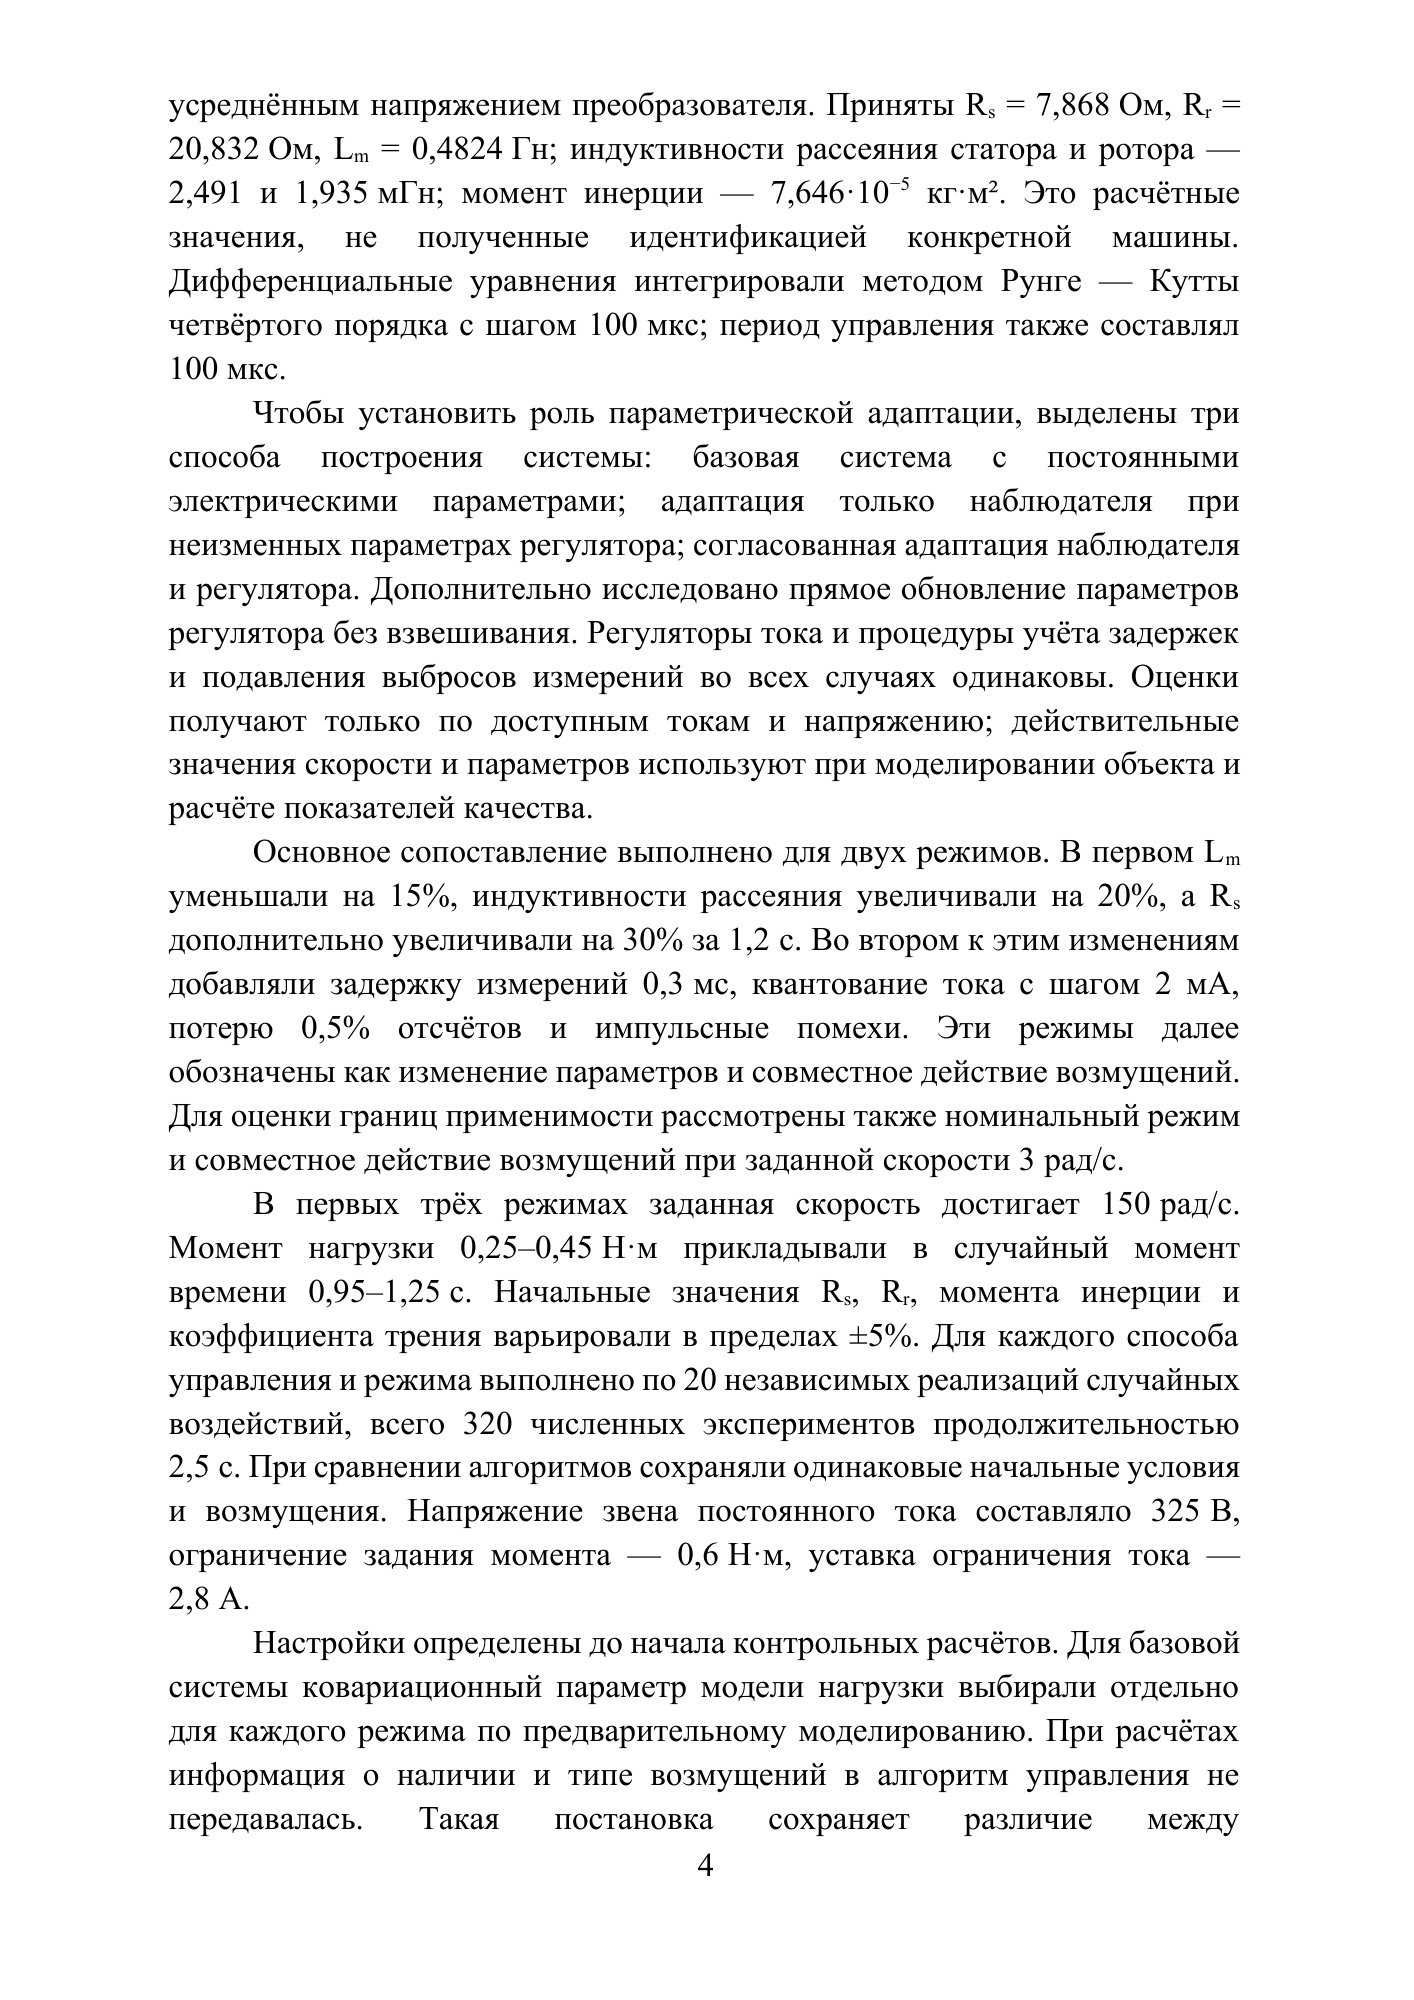 усреднённым напряжением преобразователя. Приняты Rₛ = 7,868 Ом, Rᵣ =
20,832 Ом, Lₘ = 0,4824 Гн; индуктивности рассеяния статора и ротора —
2,491 и 1,935 мГн; момент инерции — 7,646·10⁻⁵ кг·м². Это расчётные
значения, не полученные идентификацией конкретной машины.
Дифференциальные уравнения интегрировали методом Рунге — Кутты
четвёртого порядка с шагом 100 мкс; период управления также составлял
100 мкс.
Чтобы установить роль параметрической адаптации, выделены три
способа построения системы: базовая система с постоянными
электрическими параметрами; адаптация только наблюдателя при
неизменных параметрах регулятора; согласованная адаптация наблюдателя
и регулятора. Дополнительно исследовано прямое обновление параметров
регулятора без взвешивания. Регуляторы тока и процедуры учёта задержек
и подавления выбросов измерений во всех случаях одинаковы. Оценки
получают только по доступным токам и напряжению; действительные
значения скорости и параметров используют при моделировании объекта и
расчёте показателей качества.
Основное сопоставление выполнено для двух режимов. В первом Lₘ
уменьшали на 15%, индуктивности рассеяния увеличивали на 20%, а Rₛ
дополнительно увеличивали на 30% за 1,2 с. Во втором к этим изменениям
добавляли задержку измерений 0,3 мс, квантование тока с шагом 2 мА,
потерю 0,5% отсчётов и импульсные помехи. Эти режимы далее
обозначены как изменение параметров и совместное действие возмущений.
Для оценки границ применимости рассмотрены также номинальный режим
и совместное действие возмущений при заданной скорости 3 рад/с.
В первых трёх режимах заданная скорость достигает 150 рад/с.
Момент нагрузки 0,25–0,45 Н·м прикладывали в случайный момент
времени 0,95–1,25 с. Начальные значения Rₛ, Rᵣ, момента инерции и
коэффициента трения варьировали в пределах ±5%. Для каждого способа
управления и режима выполнено по 20 независимых реализаций случайных
воздействий, всего 320 численных экспериментов продолжительностью
2,5 с. При сравнении алгоритмов сохраняли одинаковые начальные условия
и возмущения. Напряжение звена постоянного тока составляло 325 В,
ограничение задания момента — 0,6 Н·м, уставка ограничения тока —
2,8 А.
Настройки определены до начала контрольных расчётов. Для базовой
системы ковариационный параметр модели нагрузки выбирали отдельно
для каждого режима по предварительному моделированию. При расчётах
информация о наличии и типе возмущений в алгоритм управления не
передавалась. Такая постановка сохраняет различие между
4